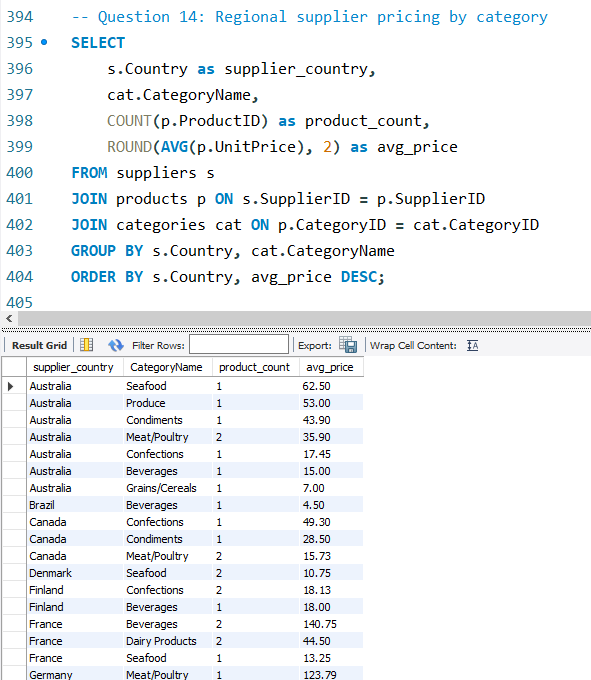 394 -- Question 14: Regional supplier pricing by category
395 SELECT
396 s.Country as supplier_country,
397 cat.CategoryName,
398 COUNT(p.ProductID) as product_count,
399 ROUND(AVG(p.UnitPrice), 2) as avg_price
400 FROM suppliers s
401 JOIN products p ON s.SupplierID = p.SupplierID
402 JOIN categories cat ON p.CategoryID = cat.CategoryID
403 GROUP BY s.Country, cat.CategoryName
404 ORDER BY s.Country, avg_price DESC;
405
Result Grid Filter Rows: Export: Wrap Cell Content:
supplier_country CategoryName product_count avg_price
Australia Seafood 1 62.50
Australia Produce 1 53.00
Australia Condiments 1 43.90
Australia Meat/Poultry 2 35.90
Australia Confections 1 17.45
Australia Beverages 1 15.00
Australia Grains/Cereals 1 7.00
Brazil Beverages 1 4.50
Canada Confections 1 49.30
Canada Condiments 1 28.50
Canada Meat/Poultry 2 15.73
Denmark Seafood 2 10.75
Finland Confections 2 18.13
Finland Beverages 1 18.00
France Beverages 2 140.75
France Dairy Products 2 44.50
France Seafood 1 13.25
Germany Meat/Poultry 1 123.79